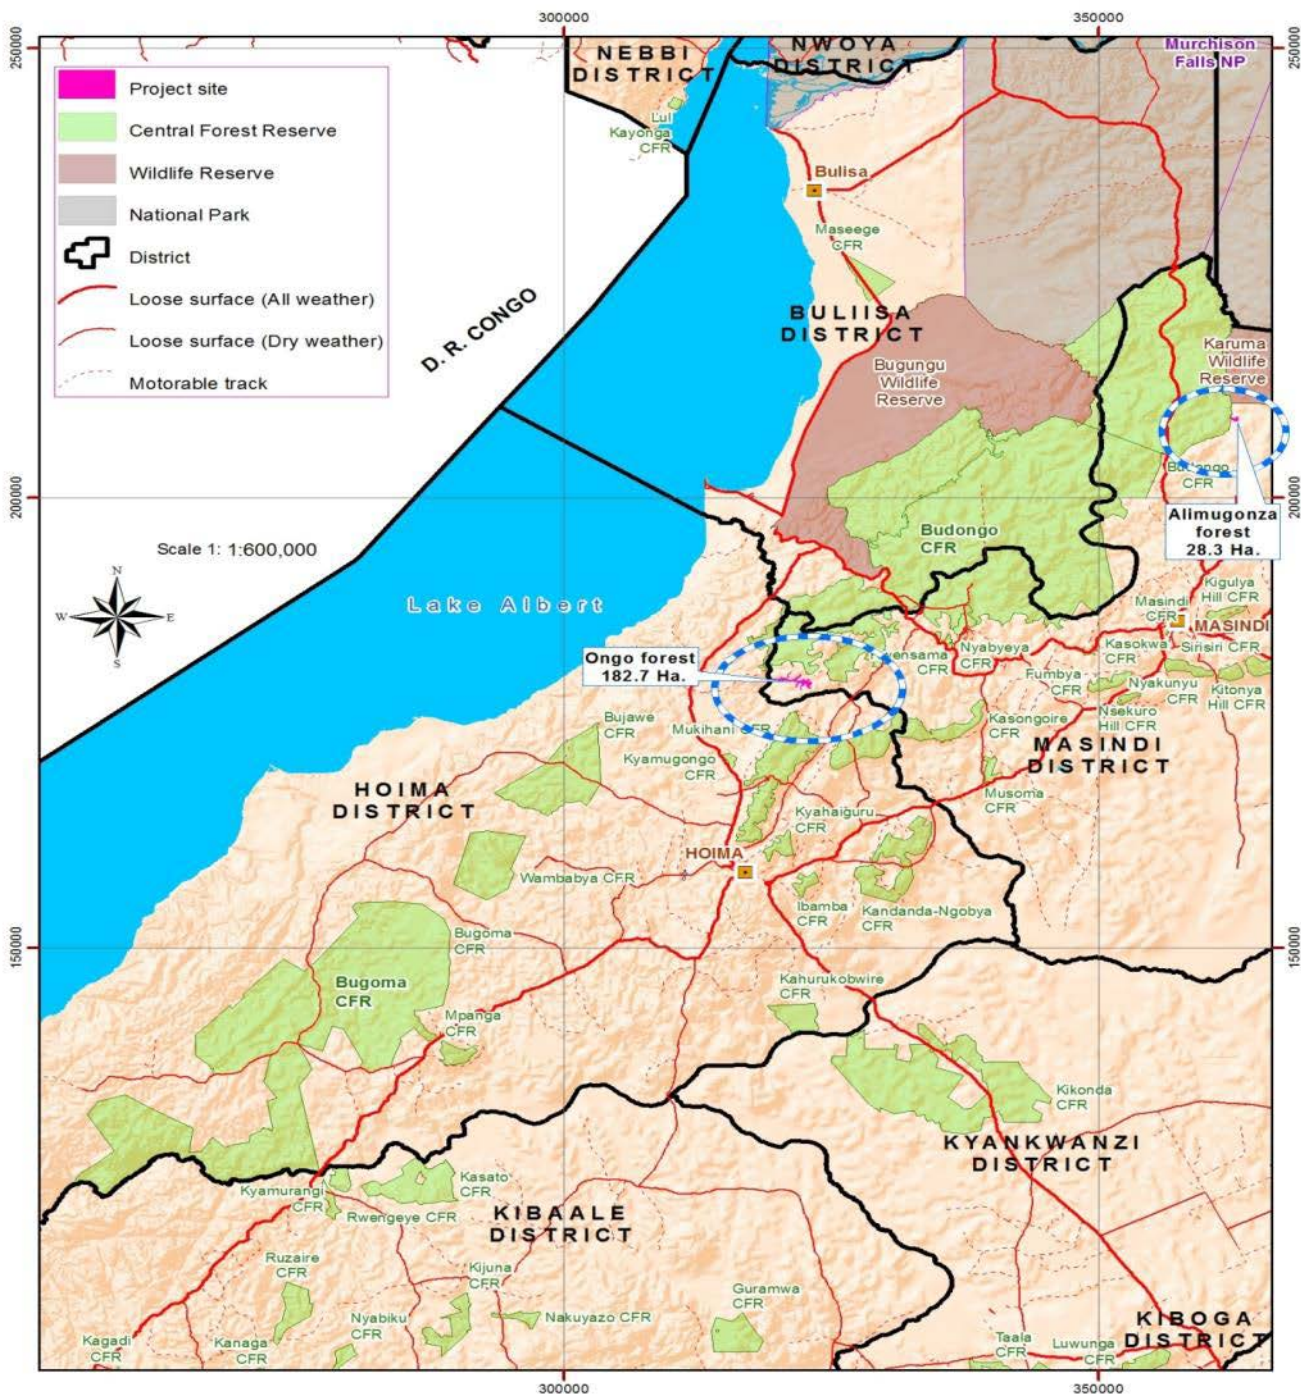 300000
350000
250000
250000
Project site
Central Forest Reserve
Wildlife Reserve
National Park
District
Loose surface (All weather)
Loose surface (Dry weather)
Motorable track
NEBBI
DISTRICT
NWOYA
DISTRICT
Murchison
Falls NP
Lul
Kayonga
CFR
Bulisa
Maseege
CFR
BULIISA
DISTRICT
D. R. CONGO
Bugungu
Wildlife
Reserve
Karuma
Wildlife
Reserve
Budongo
CFR
200000
200000
Alimugonza
forest
28.3 Ha.
Budongo
CFR
Scale 1: 1:600,000
N
W
E
S
Lake Albert
Kigulya
Hill CFR
Masindi
CFR
MASINDI
Ongo forest
182.7 Ha.
CFR
Nyabyeya
CFR
Kasokwa
CFR
Sirisiri CFR
Fumbya
CFR
Nyakunyu
CFR
Kitonya
Hill CFR
Nsekuro
Hill CFR
Bujawe
CFR
Mukihani CFR
Kasongoire
CFR
MASINDI
DISTRICT
Kyamugongo
CFR
HOIMA
DISTRICT
Musoma
CFR
Kyahaiguru
CFR
HOIMA
Wambabya CFR
Ibamba
CFR
Kandanda-Ngobya
CFR
Bugoma
CFR
150000
150000
Bugoma
CFR
Kahurukobwire
CFR
Mpanga
CFR
Kikonda
CFR
KYANKWANZI
DISTRICT
Kasato
CFR
Kyamurangi
CFR
Rwengeye CFR
KIBAALE
DISTRICT
Ruzaire
CFR
Kijuna
CFR
Guramwa
CFR
Nakuyazo CFR
Nyabiku
CFR
KIBOGA
DISTRICT
Kagadi
CFR
Kanaga
CFR
Taala
CFR
Luwunga
CFR
300000
350000